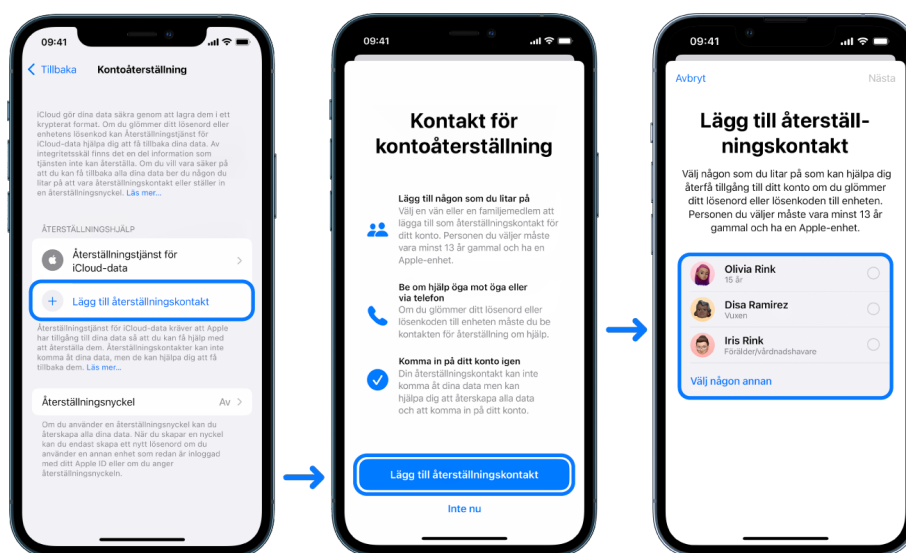 09:41
Tillbaka Kontoåterställning
iCloud gör dina data säkra genom att lagra dem i ett
krypterat format. Om du glömmer ditt lösenord eller
enhetens lösenkod kan Återställningstjänst för
iCloud-data hjälpa dig att få tillbaka dina data. Av
integritetsskäl finns det en del information som
tjänsten inte kan återställa. Om du vill vara säker på
att du kan få tillbaka alla dina data ber du någon du
litar på att vara återställningskontakt eller ställer in
en återställningsnyckel. Läs mer...
ÅTERSTÄLLNINGSHJÄLP
Återställningstjänst för
iCloud-data
Lägg till återställningskontakt
Återställningstjänst för iCloud-data kräver att Apple
har tillgång till dina data så att du kan få hjälp med
att återställa dem. Återställningskontakter kan inte
komma åt dina data, men de kan hjälpa dig att få
tillbaka dem. Läs mer...
Återställningsnyckel Av
Om du använder en återställningsnyckel kan du
återskapa alla dina data. När du skapar en nyckel
kan du endast skapa ett nytt lösenord om du
använder en annan enhet som redan är inloggad
med ditt Apple ID eller om du anger
återställningsnyckeln.
09:41
Kontakt för
kontoåterställning
Lägg till någon som du litar på
Välj en vän eller en familjemedlem att
lägga till som återställningskontakt för
ditt konto. Personen du väljer måste
vara minst 13 år gammal och ha en
Apple-enhet.
Be om hjälp öga mot öga eller
via telefon
Om du glömmer ditt lösenord eller
lösenkoden till enheten måste du be
kontakten för återställning om hjälp.
Komma in på ditt konto igen
Din återställningskontakt kan inte
komma åt dina data men kan
hjälpa dig att återskapa alla data
och att komma in på ditt konto.
Lägg till återställningskontakt
Inte nu
09:41
Avbryt Nästa
Lägg till återställ-
ningskontakt
Välj någon som du litar på som kan hjälpa dig
återfå tillgång till ditt konto om du glömmer
ditt lösenord eller lösenkoden till enheten.
Personen du väljer måste vara minst 13 år
gammal och ha en Apple-enhet.
Olivia Rink
15 år
Disa Ramirez
Vuxen
Iris Rink
Förälder/vårdnadshavare
Välj någon annan